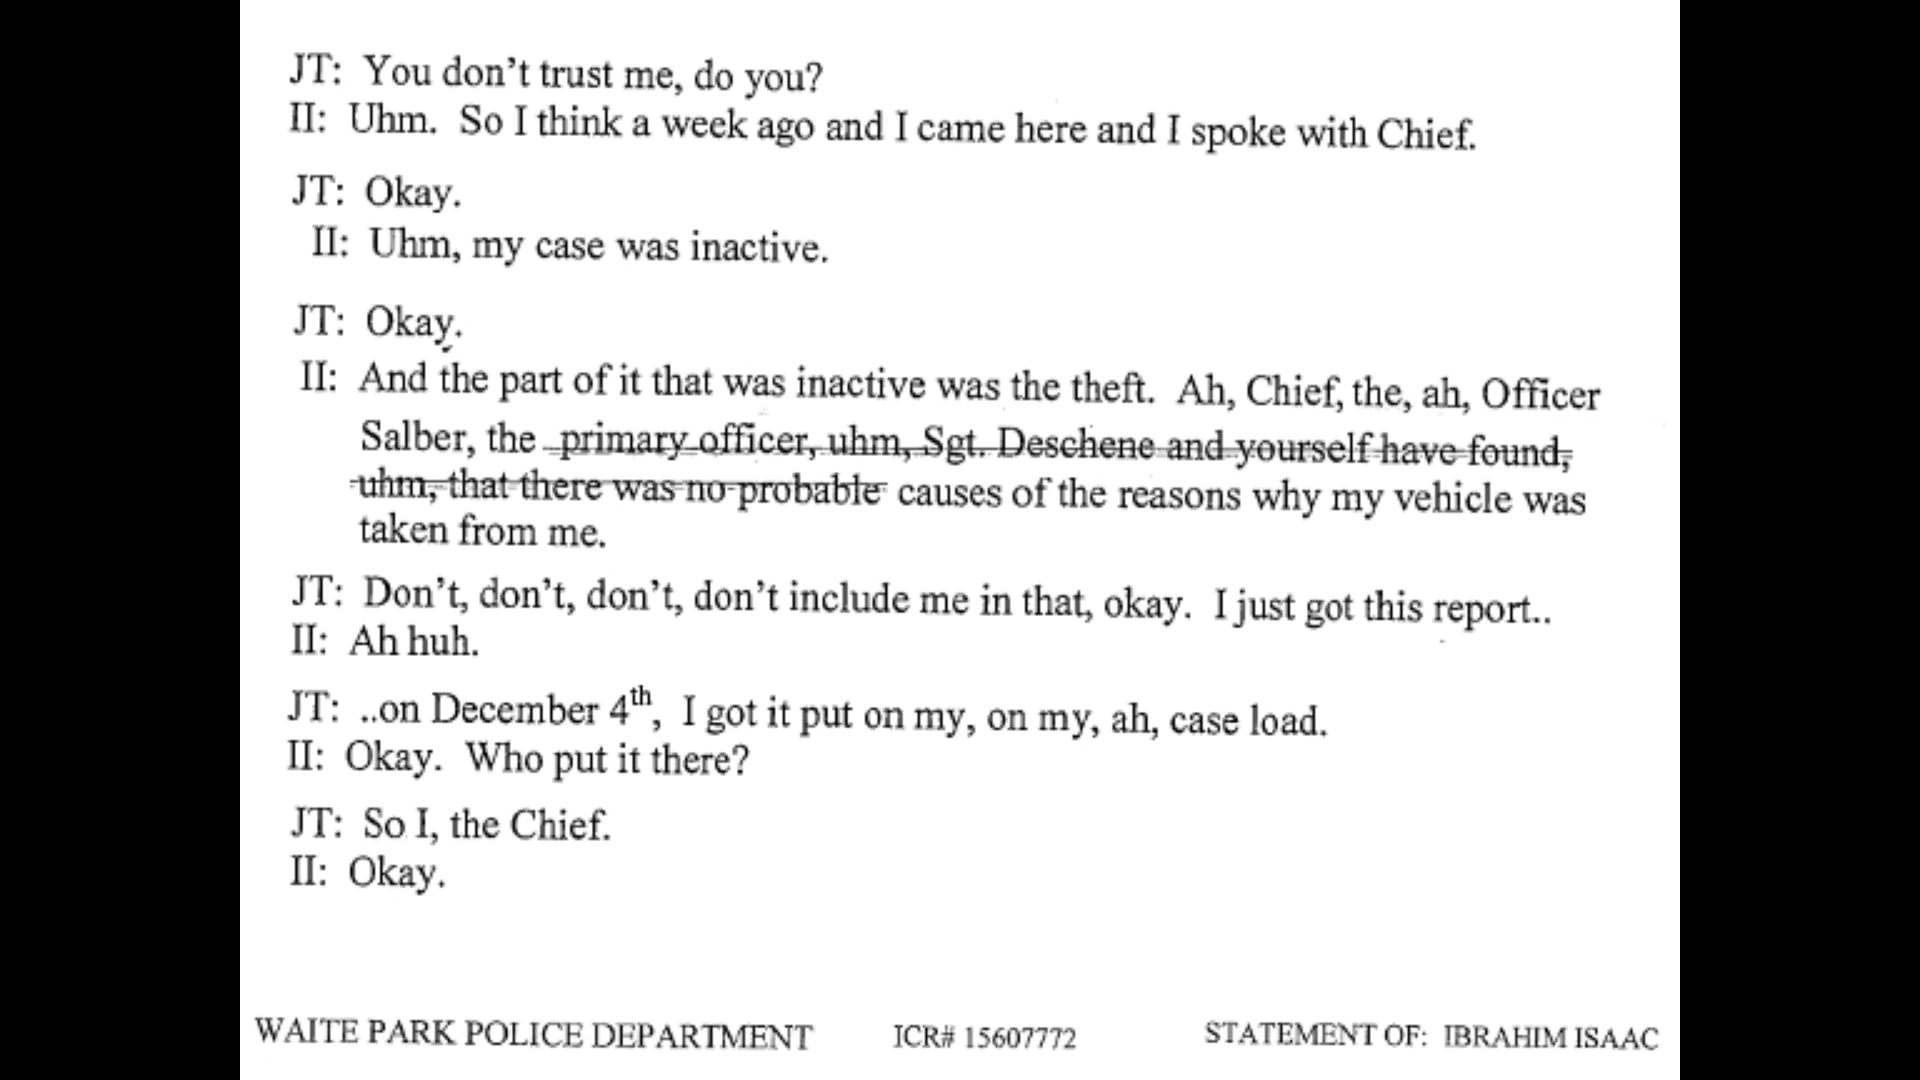 JT: You don't trust me, do you?
II: Uhm. So I think a week ago and I came here and I spoke with Chief.
JT: Okay.
II: Uhm, my case was inactive.
JT: Okay.
II: And the part of it that was inactive was the theft. Ah, Chief, the, ah, Officer
Salber, the primary officer, uhm, Sgt. Deschene and yourself have found,
uhm, that there was no probable causes of the reasons why my vehicle was
taken from me.
JT: Don't, don't, don't, don't include me in that, okay. I just got this report..
II: Ah huh.
JT: ..on December 4th, I got it put on my, on my, ah, case load.
II: Okay. Who put it there?
JT: So I, the Chief.
II: Okay.
WAITE PARK POLICE DEPARTMENT ICR# 15607772 STATEMENT OF: IBRAHIM ISAAC